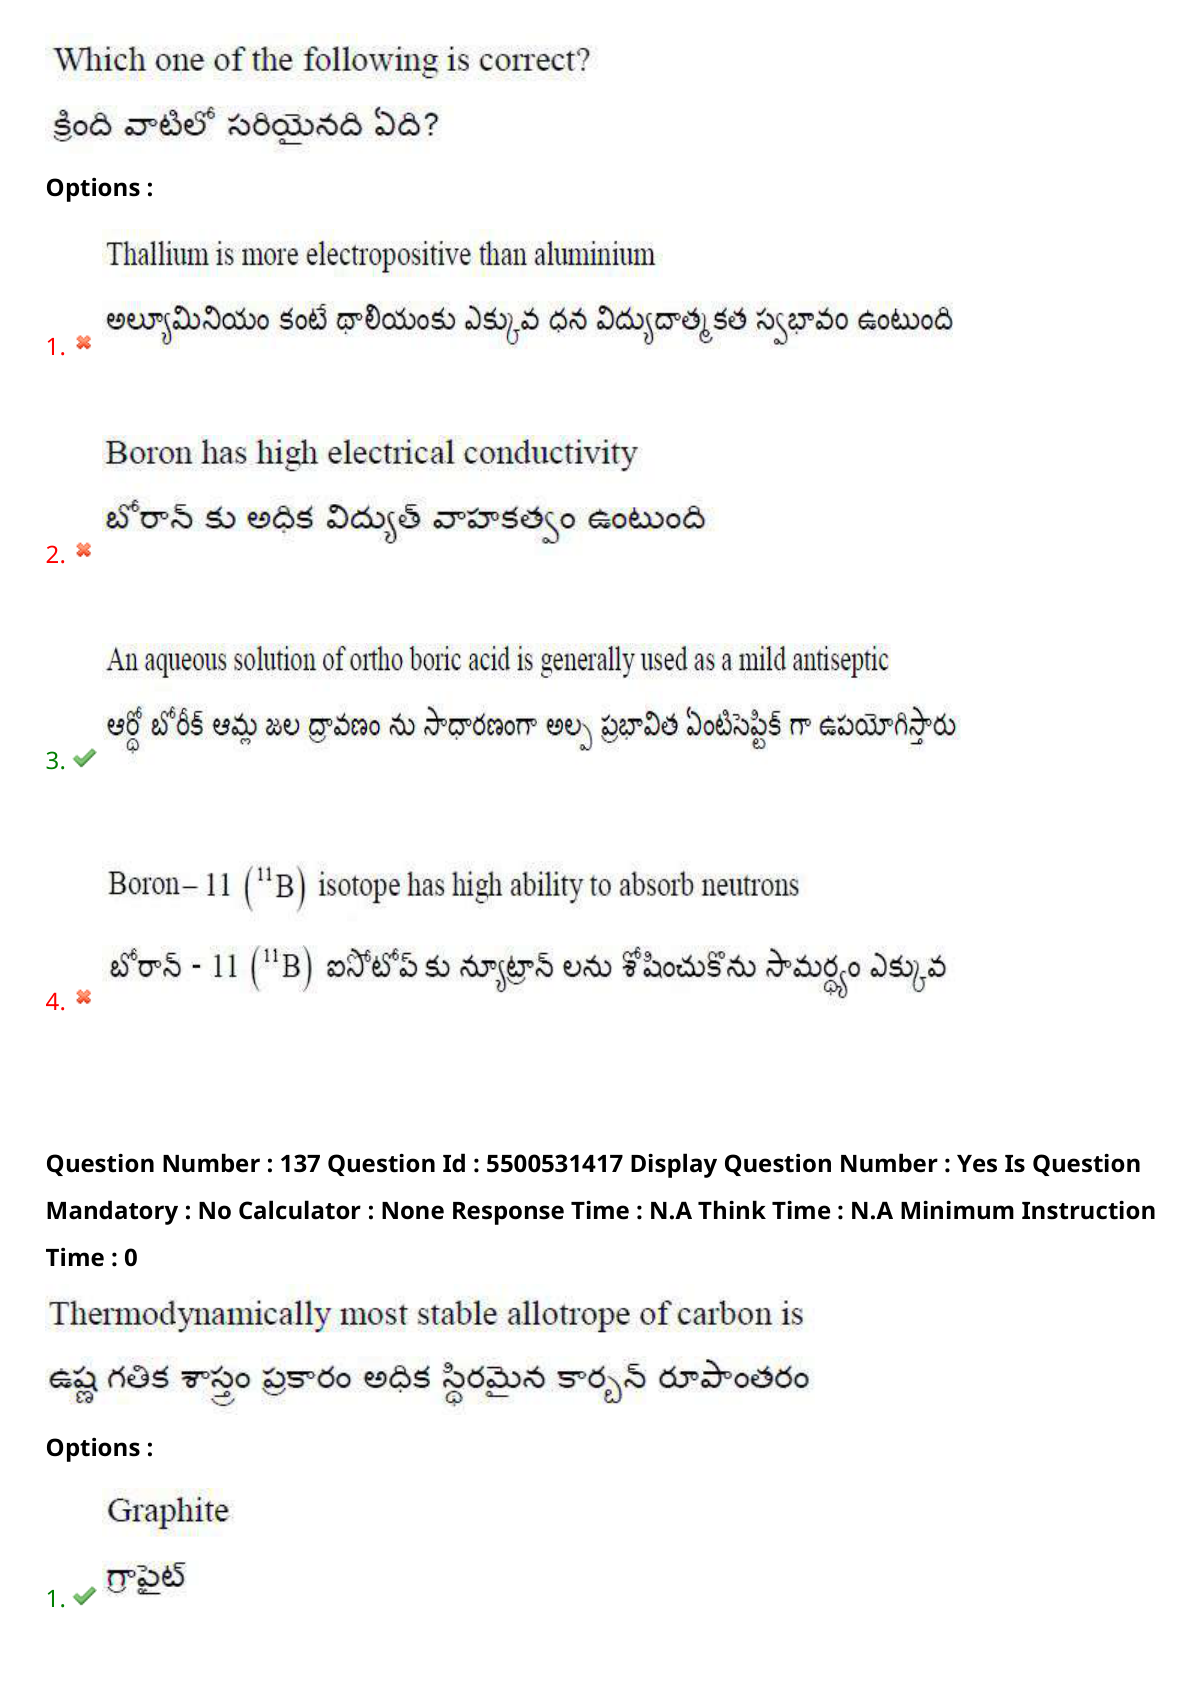 Which one of the following is correct?
క్రింది వాటిలో సరియైనది ఏది?
Options :
Thallium is more electropositive than aluminium
అల్యూమినియం కంటే థాలియంకు ఎక్కువ ధన విద్యుదాత్మకత స్వభావం ఉంటుంది
1.
Boron has high electrical conductivity
బోరాన్ కు అధిక విద్యుత్ వాహకత్వం ఉంటుంది
2.
An aqueous solution of ortho boric acid is generally used as a mild antiseptic
ఆర్థో బోరిక్ ఆమ్ల జల ద్రావణం ను సాధారణంగా అల్ప ప్రభావిత ఏంటిసెప్టిక్ గా ఉపయోగిస్తారు
3.
Boron– 11 (¹¹B) isotope has high ability to absorb neutrons
బోరాన్ - 11 (¹¹B) ఐసోటోప్ కు న్యూట్రాన్ లను శోషించుకొను సామర్థ్యం ఎక్కువ
4.
Question Number : 137 Question Id : 5500531417 Display Question Number : Yes Is Question
Mandatory : No Calculator : None Response Time : N.A Think Time : N.A Minimum Instruction
Time : 0
Thermodynamically most stable allotrope of carbon is
ఉష్ణ గతిక శాస్త్రం ప్రకారం అధిక స్థిరమైన కార్బన్ రూపాంతరం
Options :
Graphite
గ్రాఫైట్
1.